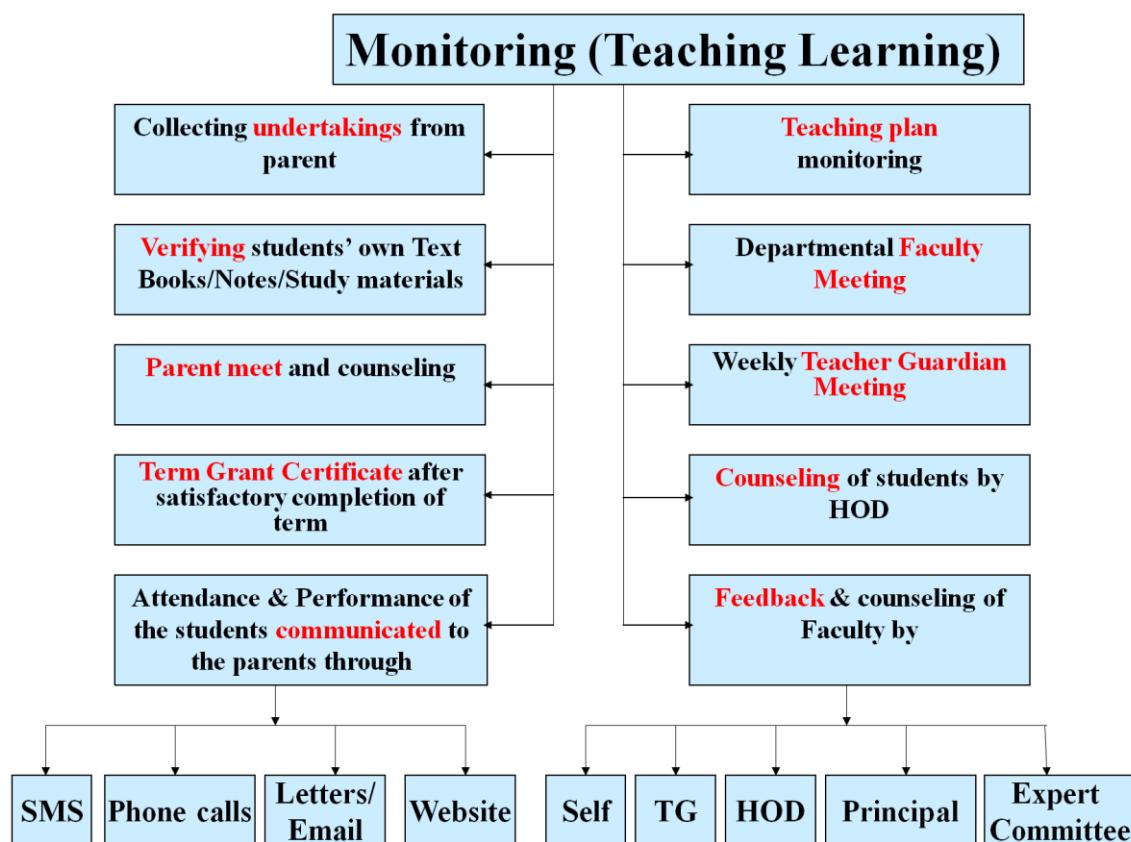 Monitoring (Teaching Learning)
Collecting undertakings from
parent
Verifying students’ own Text
Books/Notes/Study materials
Parent meet and counseling
Term Grant Certificate after
satisfactory completion of
term
Attendance & Performance of
the students communicated to
the parents through
SMS
Phone calls
Letters/
Email
Website
Teaching plan
monitoring
Departmental Faculty
Meeting
Weekly Teacher Guardian
Meeting
Counseling of students by
HOD
Feedback & counseling of
Faculty by
Self
TG
HOD
Principal
Expert
Committee